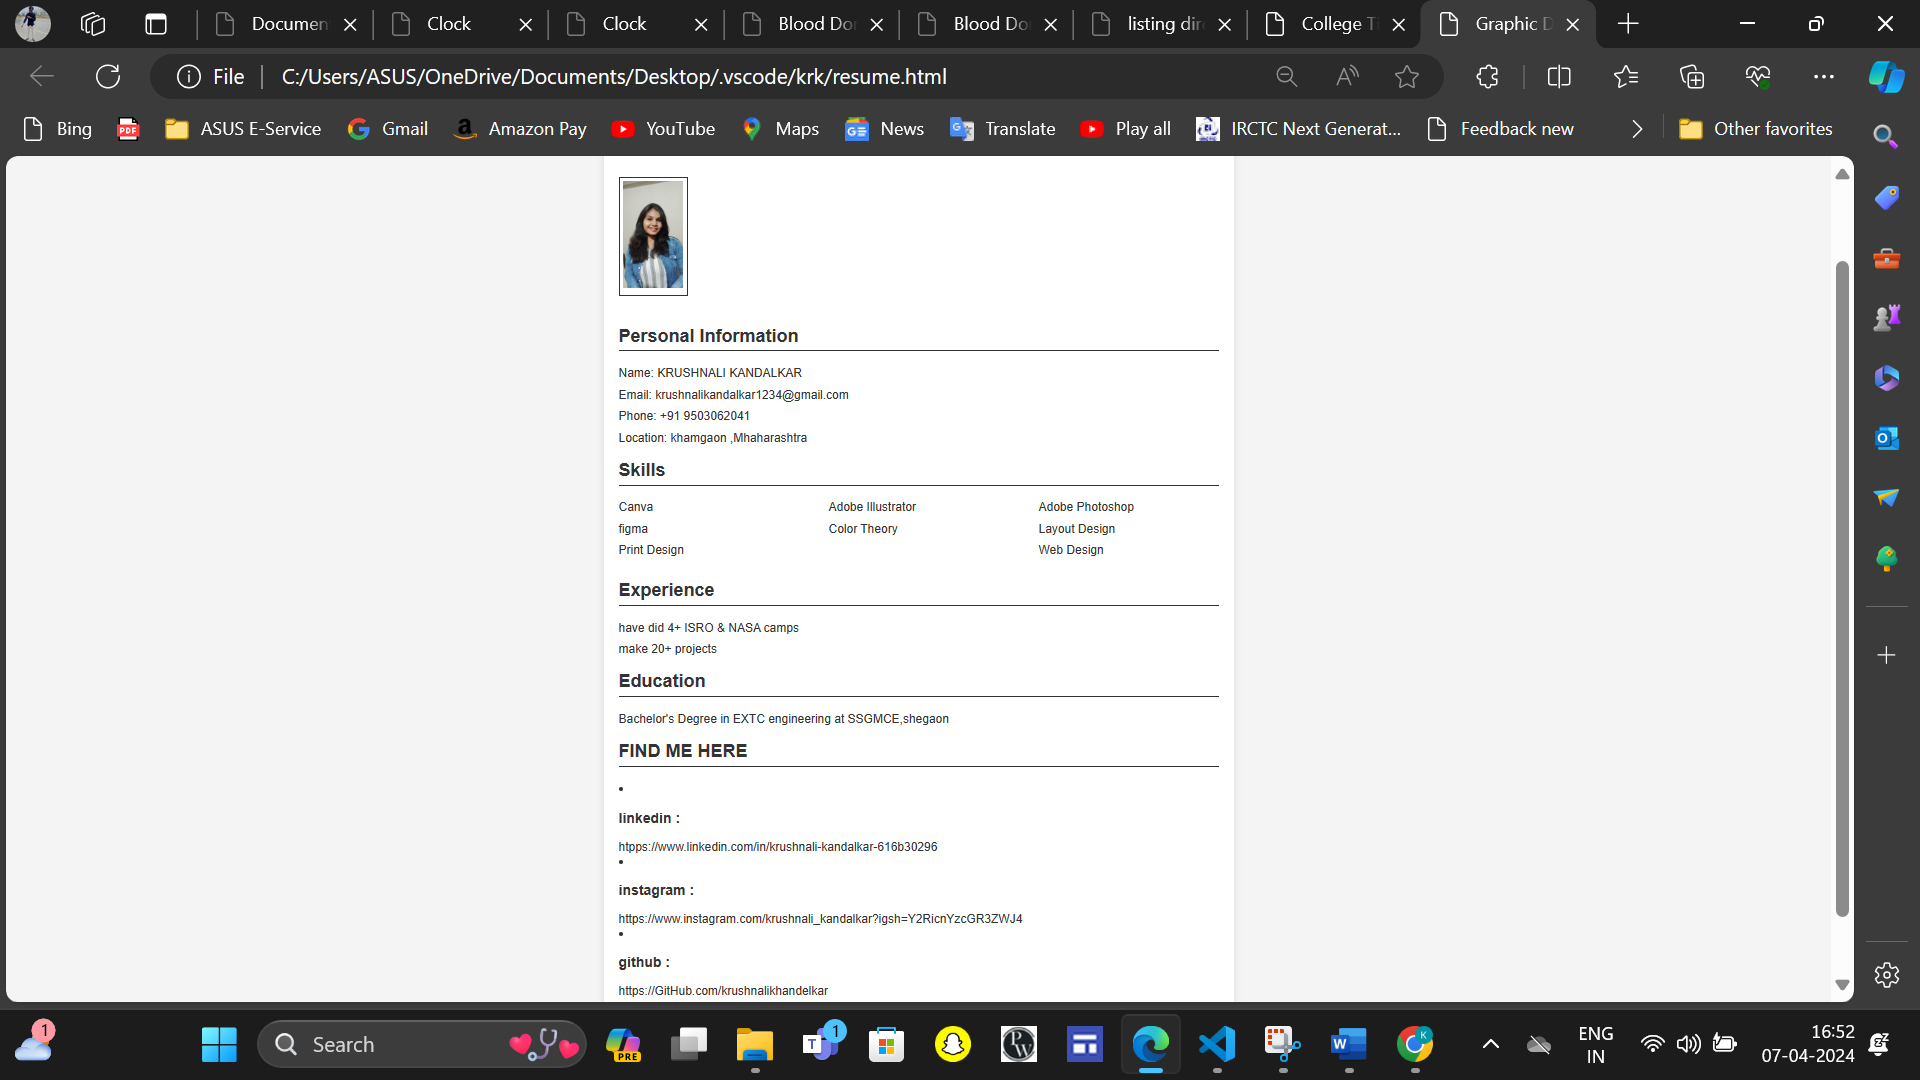 Documen
Clock
Clock
Blood Do
Blood Do
listing dir
College Ti
Graphic D
File
C:/Users/ASUS/OneDrive/Documents/Desktop/.vscode/krk/resume.html
Bing
PDF
ASUS E-Service
Gmail
Amazon Pay
YouTube
Maps
News
Translate
Play all
IRCTC Next Generat...
Feedback new
Other favorites
Personal Information
Name: KRUSHNALI KANDALKAR
Email: krushnalikandalkar1234@gmail.com
Phone: +91 9503062041
Location: khamgaon ,Mhaharashtra
Skills
Canva Adobe Illustrator Adobe Photoshop
figma Color Theory Layout Design
Print Design Web Design
Experience
have did 4+ ISRO & NASA camps
make 20+ projects
Education
Bachelor's Degree in EXTC engineering at SSGMCE,shegaon
FIND ME HERE
•
linkedin :
htpps://www.linkedin.com/in/krushnali-kandalkar-616b30296
•
instagram :
https://www.instagram.com/krushnali_kandalkar?igsh=Y2RicnYzcGR3ZWJ4
•
github :
https://GitHub.com/krushnalikhandelkar
1
Search
PRE
1
ENG
IN
16:52
07-04-2024